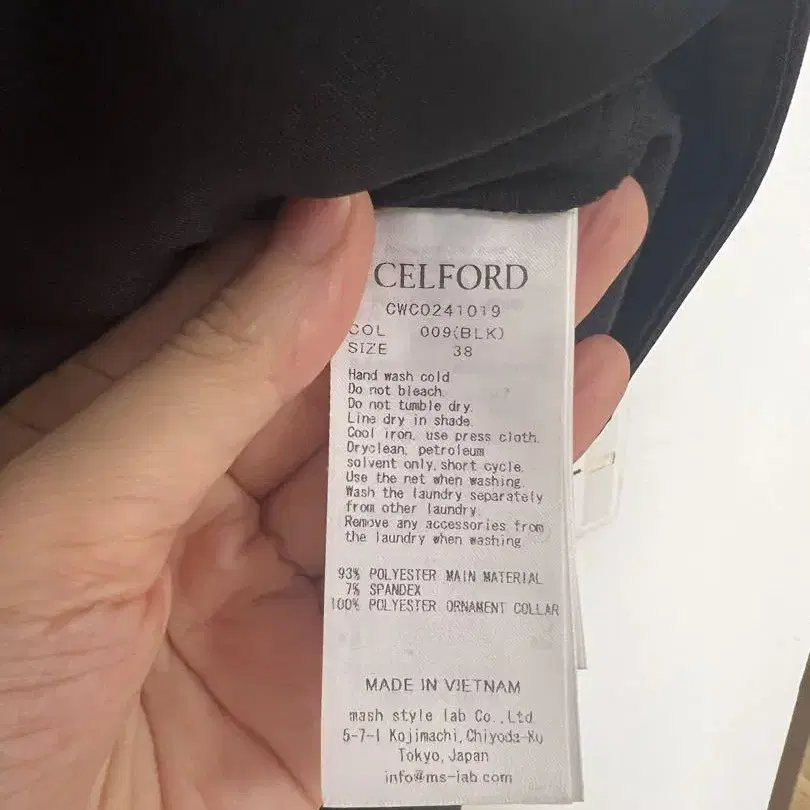 CELFORD
CWCO241019
COL 009(BLK)
SIZE 38
Hand wash cold
Do not bleach.
Do not tumble dry.
Line dry in shade.
Cool iron, use press cloth.
Dryclean, petroleum
solvent only, short cycle.
Use the net when washing.
Wash the laundry separately
from other laundry.
Remove any accessories from
the laundry when washing.
93% POLYESTER MAIN MATERIAL
7% SPANDEX
100% POLYESTER ORNAMENT COLLAR
MADE IN VIETNAM
mash style lab Co.,Ltd
5-7-1 Kojimachi,Chiyoda-Ku
Tokyo,Japan
info@ms-lab.com